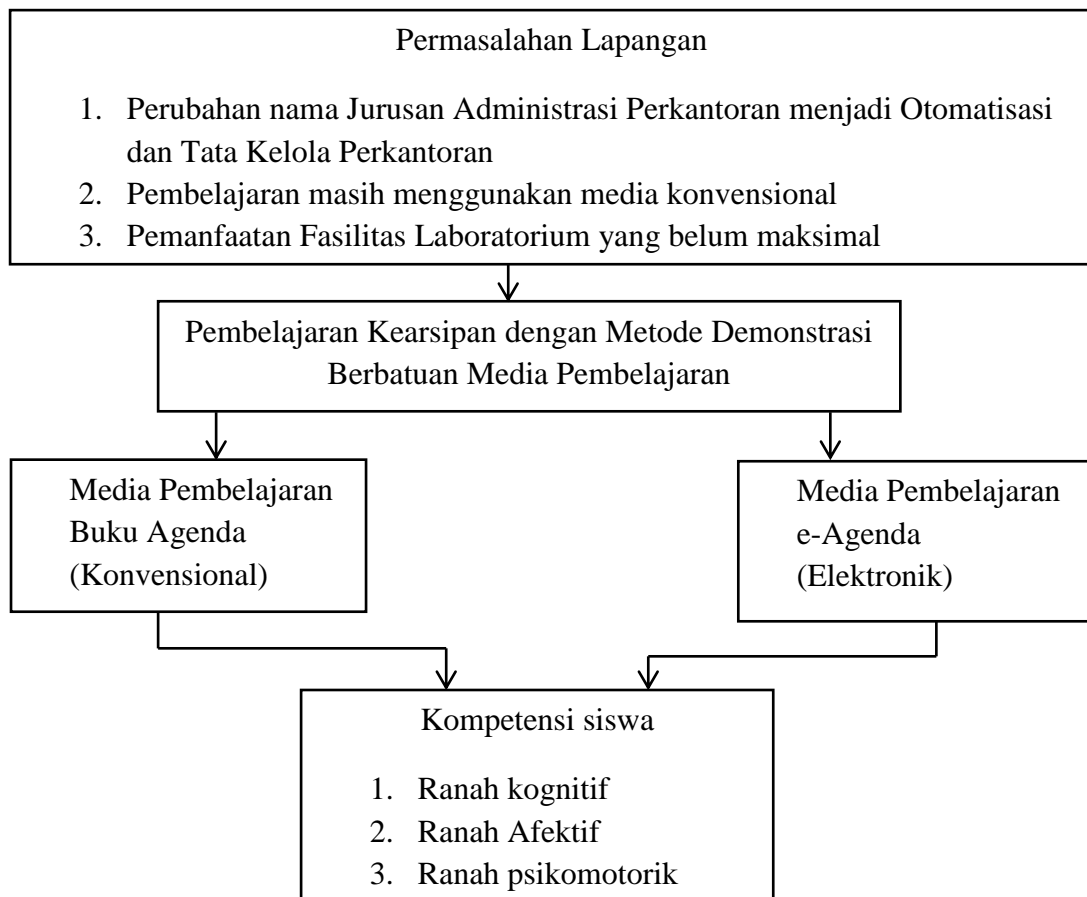 Permasalahan Lapangan
1. Perubahan nama Jurusan Administrasi Perkantoran menjadi Otomatisasi
dan Tata Kelola Perkantoran
2. Pembelajaran masih menggunakan media konvensional
3. Pemanfaatan Fasilitas Laboratorium yang belum maksimal
Pembelajaran Kearsipan dengan Metode Demonstrasi
Berbatuan Media Pembelajaran
Media Pembelajaran
Buku Agenda
(Konvensional)
Media Pembelajaran
e-Agenda
(Elektronik)
Kompetensi siswa
1. Ranah kognitif
2. Ranah Afektif
3. Ranah psikomotorik